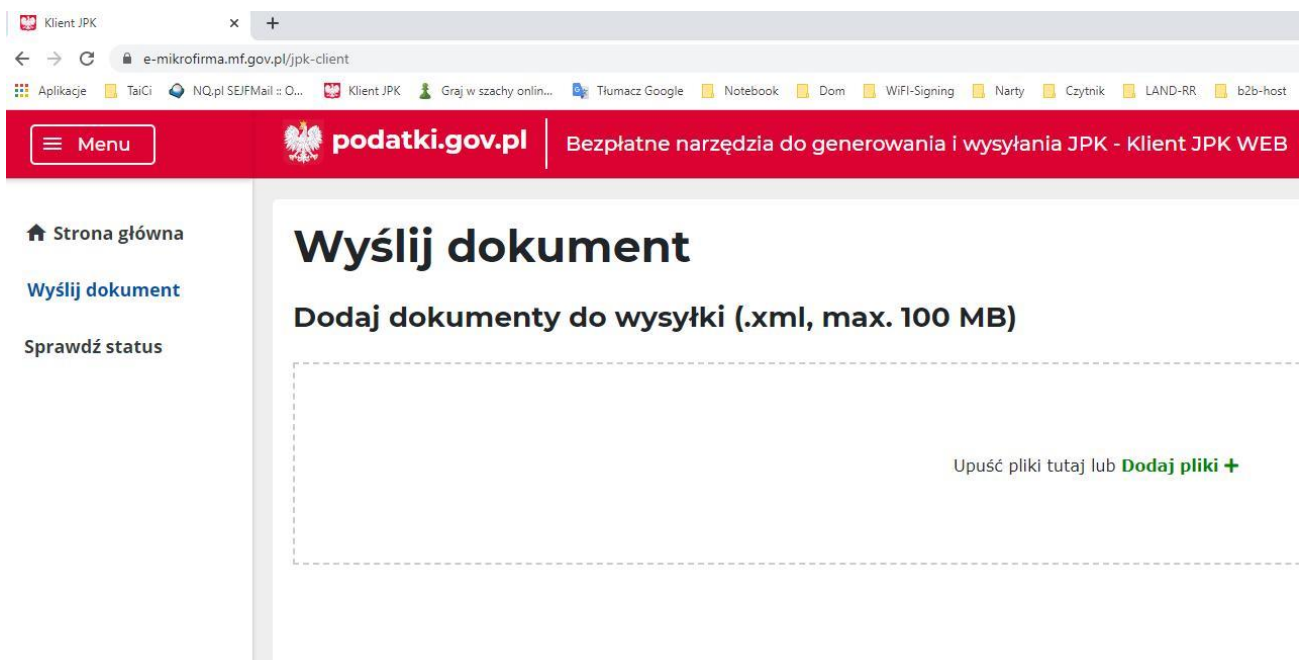 Klient JPK
e-mikrofirma.mf.gov.pl/jpk-client
Aplikacje TaiCi NQ.pl SEJFMail :: O... Klient JPK Graj w szachy onlin... Tłumacz Google Notebook Dom WiFI-Signing Narty Czytnik LAND-RR b2b-host
Menu podatki.gov.pl Bezpłatne narzędzia do generowania i wysyłania JPK - Klient JPK WEB
Strona główna
Wyślij dokument
Sprawdź status
Wyślij dokument
Dodaj dokumenty do wysyłki (.xml, max. 100 MB)
Upuść pliki tutaj lub Dodaj pliki +